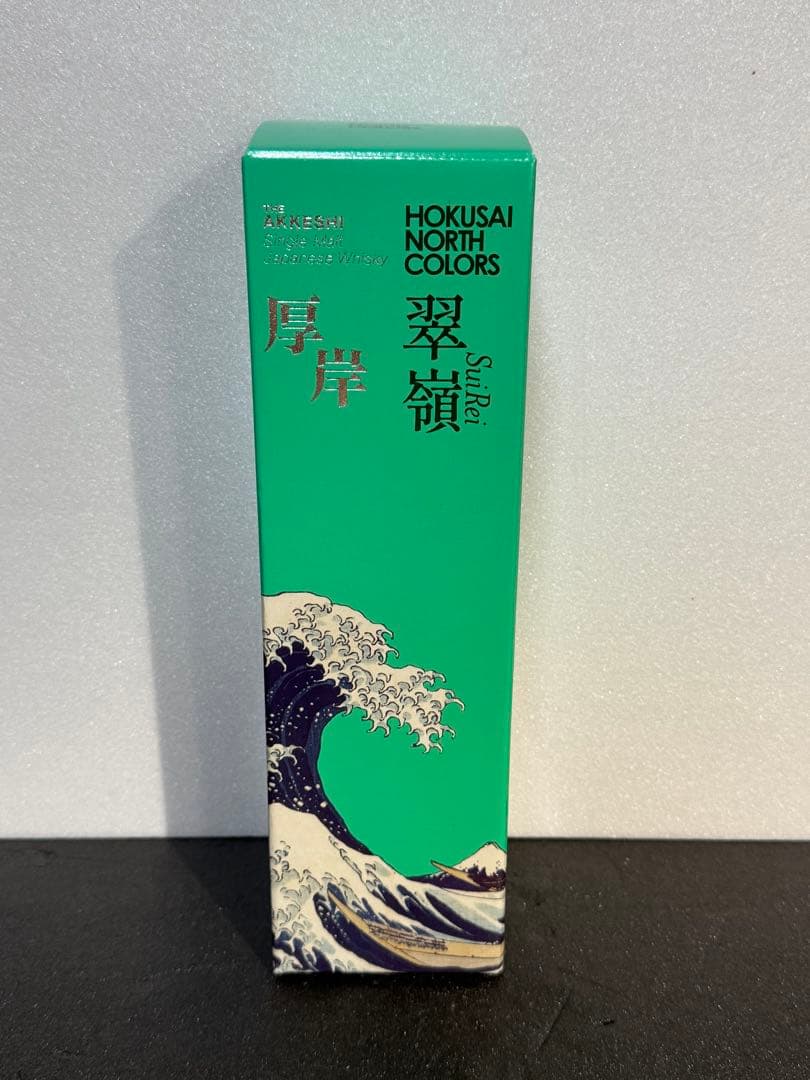 THE
AKKESHI
Single Malt
Japanese Whisky
厚岸
HOKUSAI
NORTH
COLORS
翠嶺
SuiRei